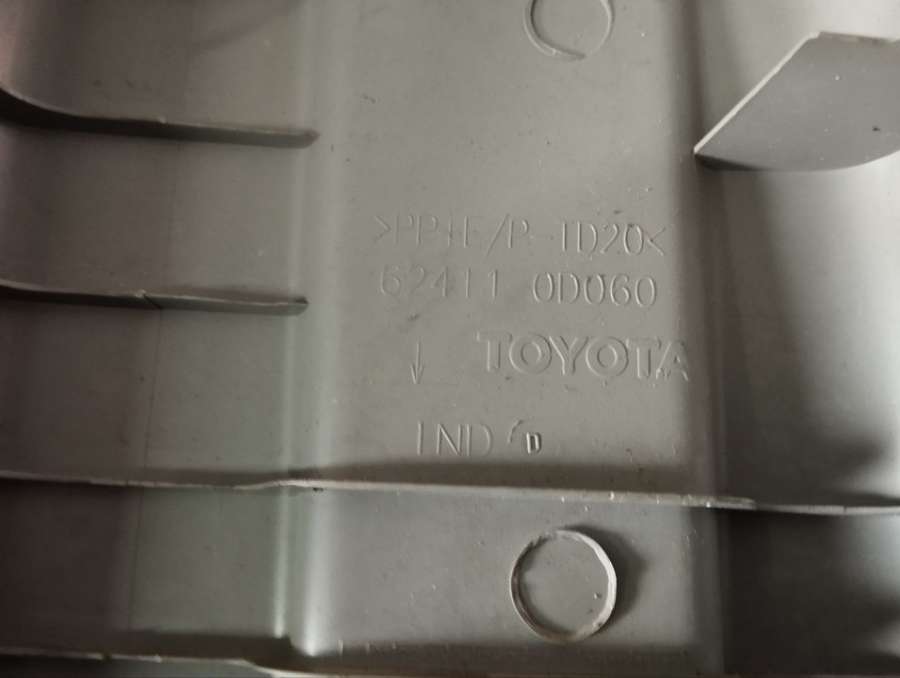 >PP+E/P-TD20<
62411 0D060
TOYOTA
IND
D